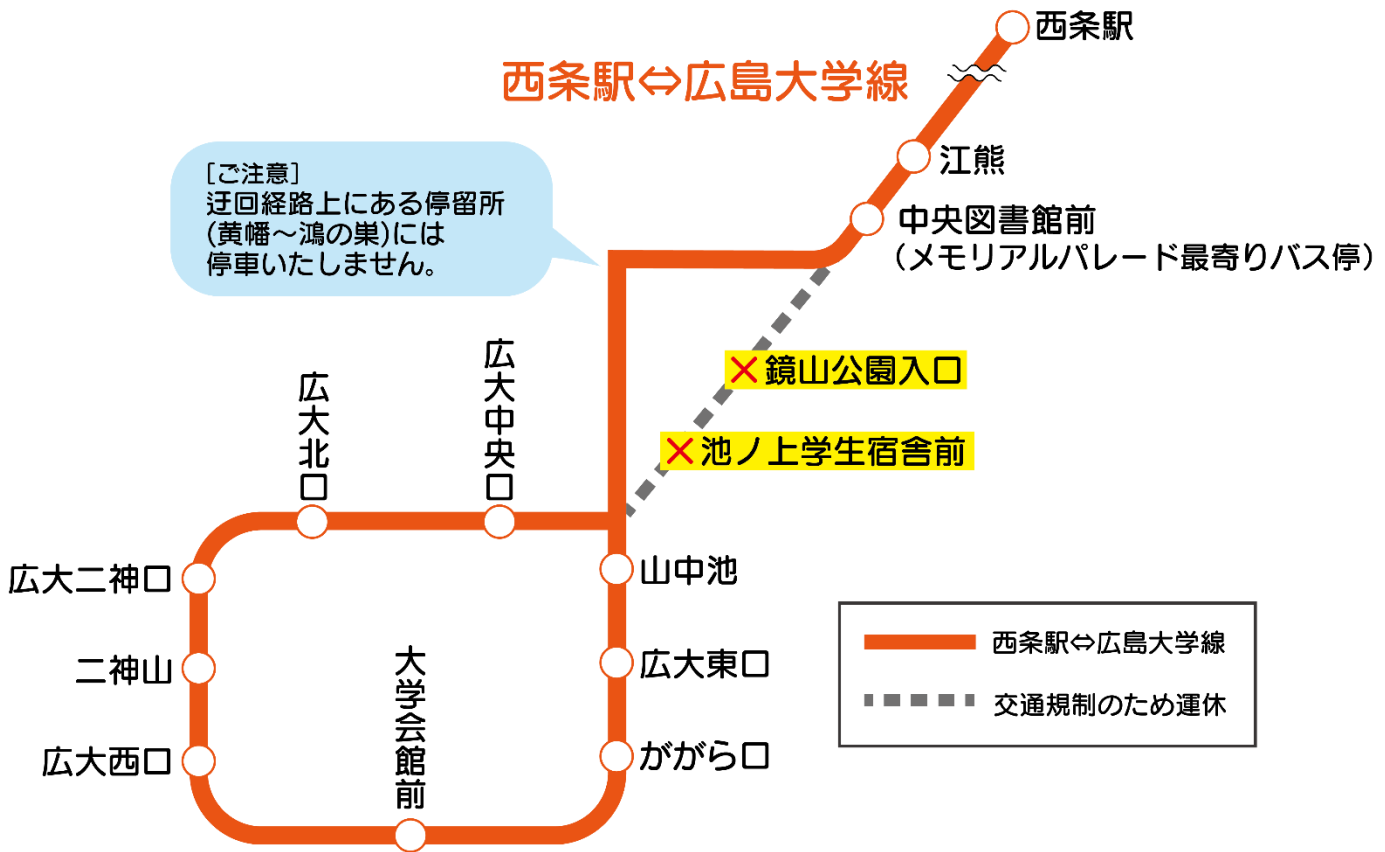 西条駅
西条駅⇔広島大学線
江熊
[ご注意]
迂回経路上にある停留所
(黄幡～鴻の巣)には
停車いたしません。
中央図書館前
(メモリアルパレード最寄りバス停)
×鏡山公園入口
×池ノ上学生宿舎前
広大北口
広大中央口
広大二神口
山中池
二神山
広大東口
広大西口
大学会館前
ががら口
西条駅⇔広島大学線
交通規制のため運休